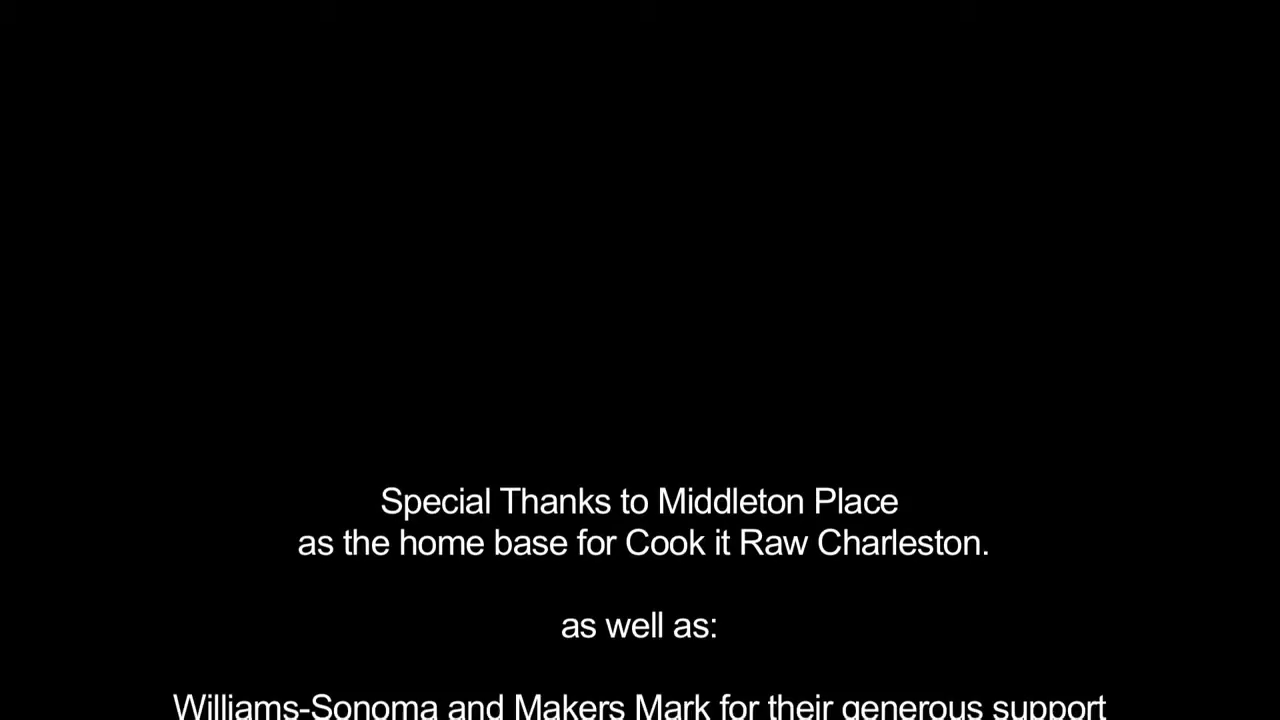 Special Thanks to Middleton Place
as the home base for Cook it Raw Charleston.
as well as:
Williams-Sonoma and Makers Mark for their generous support